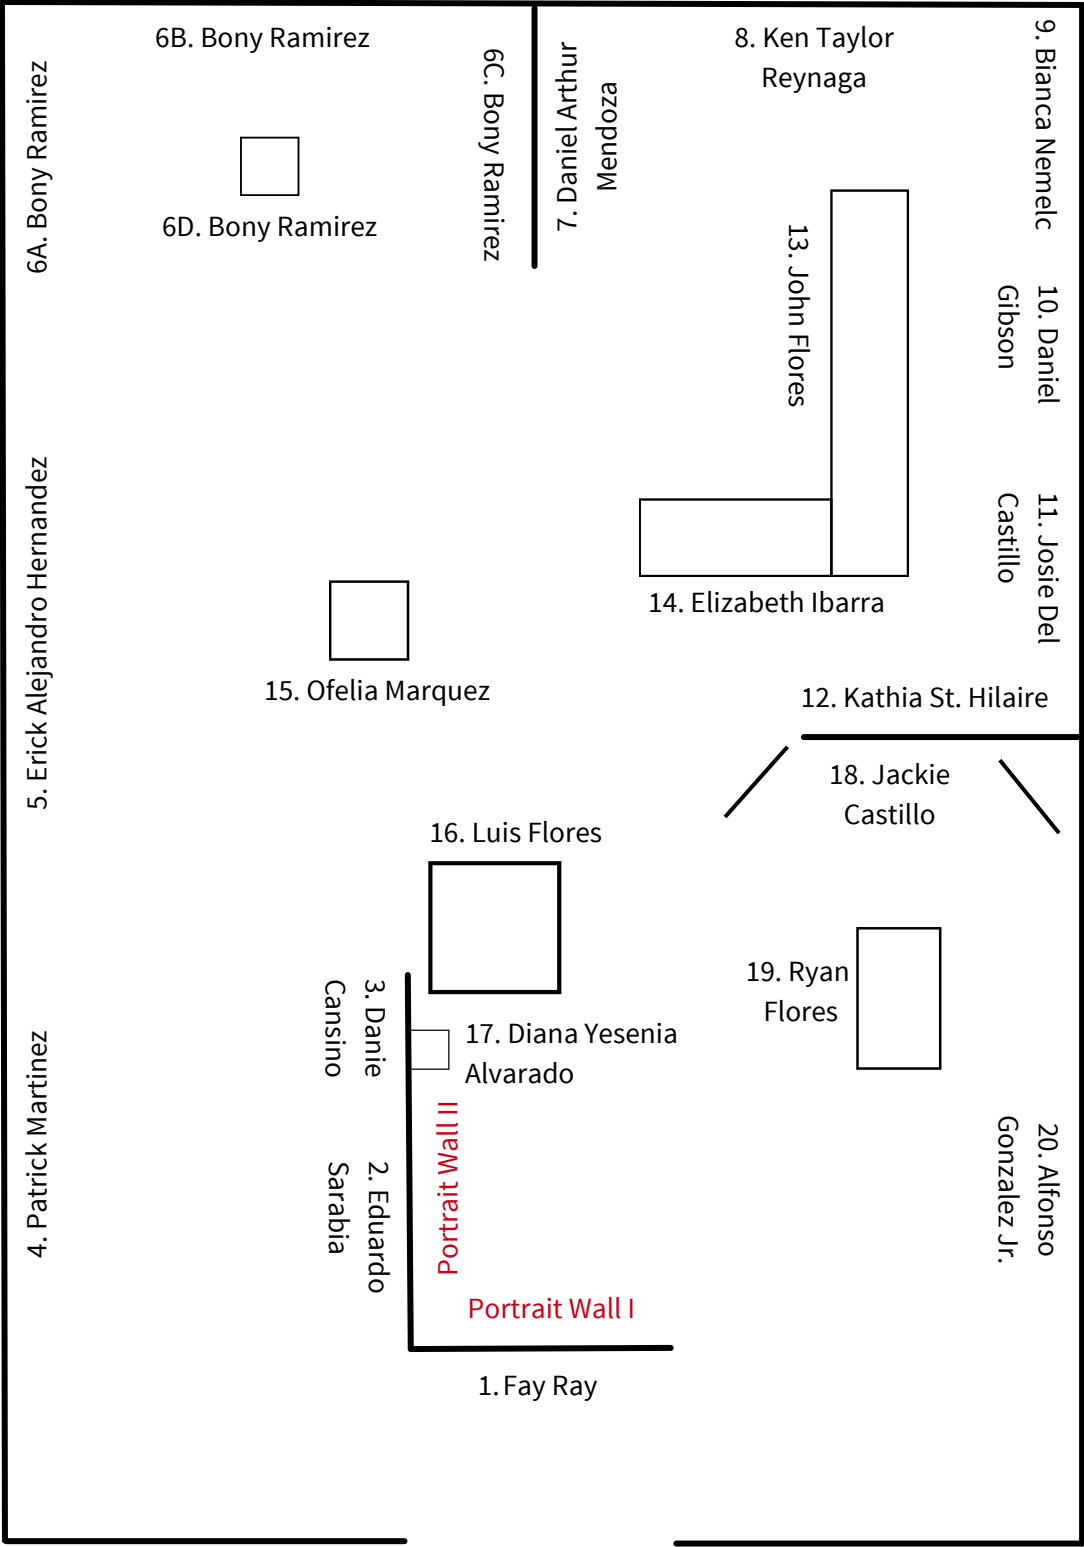 6B. Bony Ramirez
8. Ken Taylor
Reynaga
9. Bianca Nemelc
6A. Bony Ramirez
6C. Bony Ramirez
7. Daniel Arthur
Mendoza
6D. Bony Ramirez
13. John Flores
10. Daniel
Gibson
5. Erick Alejandro Hernandez
11. Josie Del
Castillo
14. Elizabeth Ibarra
15. Ofelia Marquez
12. Kathia St. Hilaire
18. Jackie
Castillo
16. Luis Flores
19. Ryan
Flores
3. Danie
Cansino
17. Diana Yesenia
Alvarado
4. Patrick Martinez
Portrait Wall II
2. Eduardo
Sarabia
20. Alfonso
Gonzalez Jr.
Portrait Wall I
1. Fay Ray